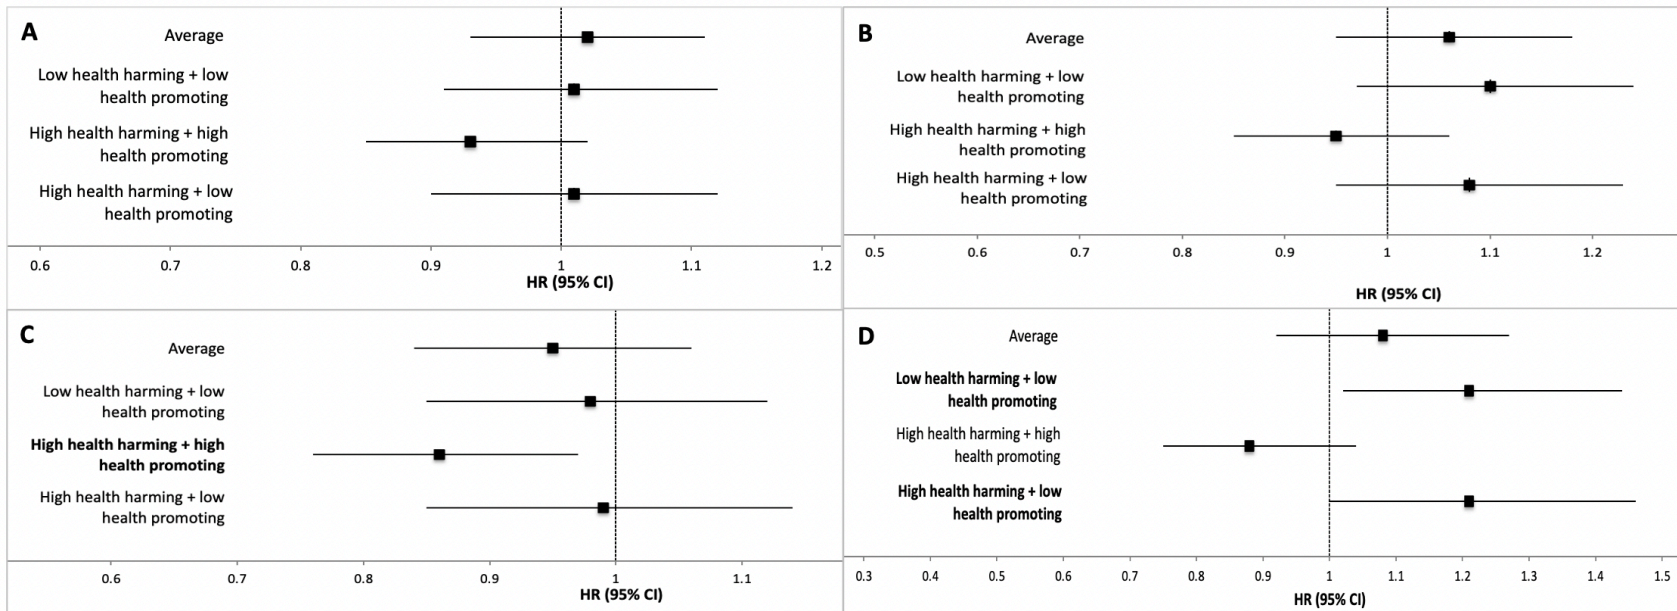 A
Average
Low health harming + low
health promoting
High health harming + high
health promoting
High health harming + low
health promoting
0.6 0.7 0.8 0.9 1 1.1 1.2
HR (95% CI)
B
Average
Low health harming + low
health promoting
High health harming + high
health promoting
High health harming + low
health promoting
0.5 0.6 0.7 0.8 0.9 1 1.1 1.2
HR (95% CI)
C
Average
Low health harming + low
health promoting
High health harming + high
health promoting
High health harming + low
health promoting
0.6 0.7 0.8 0.9 1 1.1
HR (95% CI)
D
Average
Low health harming + low
health promoting
High health harming + high
health promoting
High health harming + low
health promoting
0.3 0.4 0.5 0.6 0.7 0.8 0.9 1 1.1 1.2 1.3 1.4 1.5
HR (95% CI)